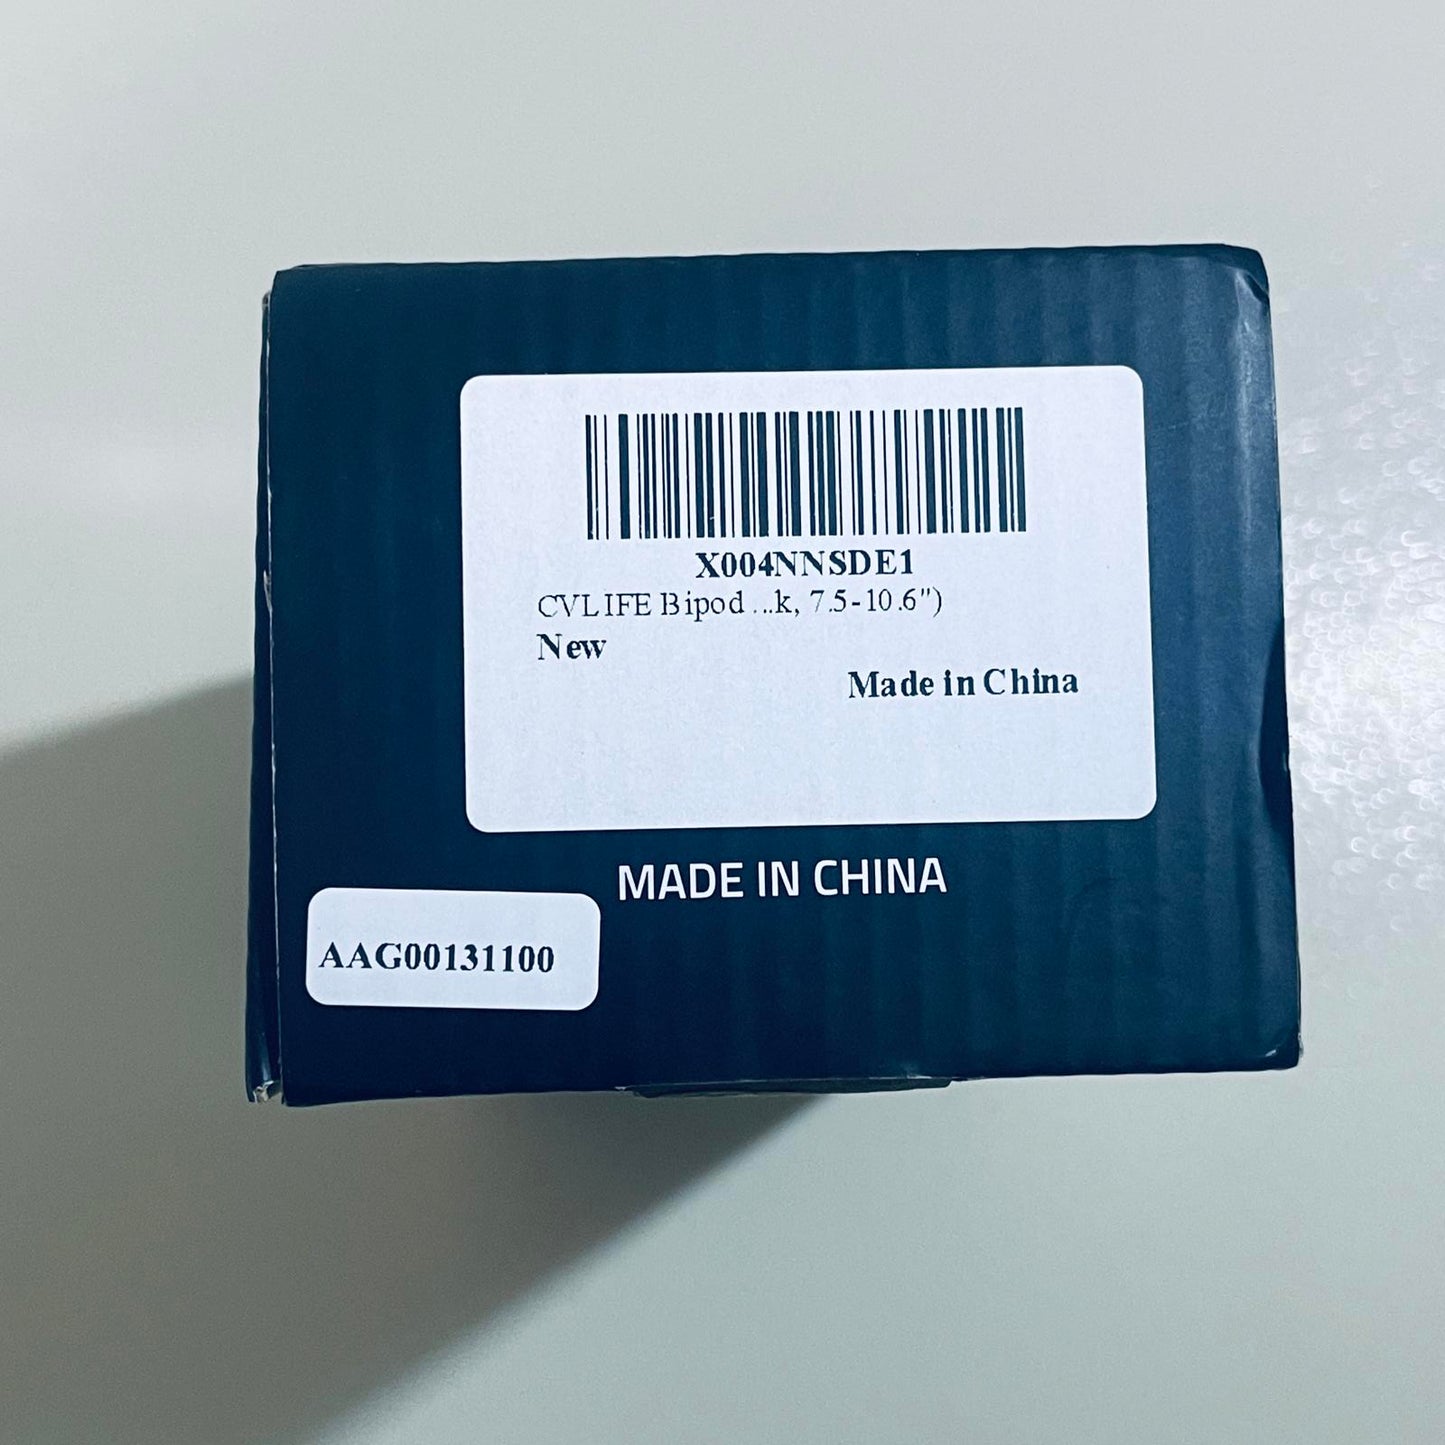 X004NNSDE1
CVLIFE Bipod ...k, 7.5-10.6")
New
Made in China
MADE IN CHINA
AAG00131100